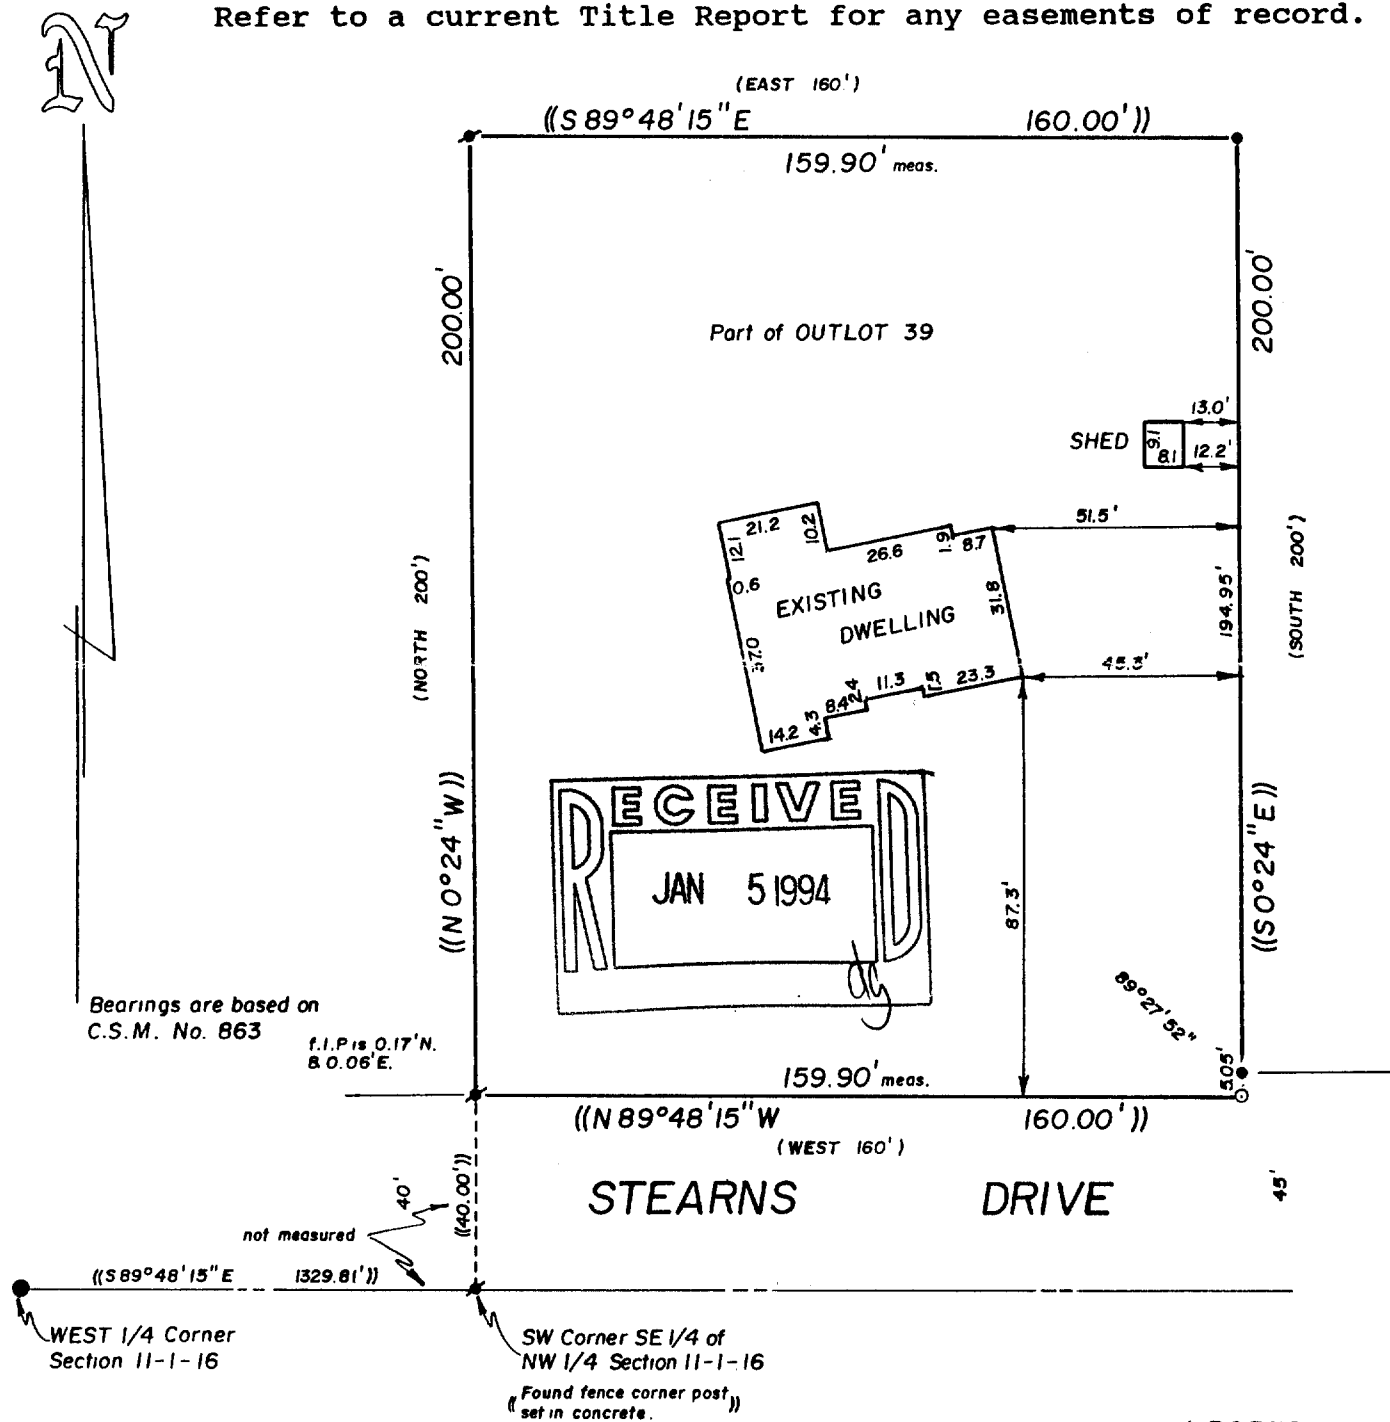 Refer to a current Title Report for any easements of record.
N
(EAST 160')
((S 89°48'15"E 160.00'))
159.90' meas.
200.00'
200.00'
Part of OUTLOT 39
13.0'
SHED
9.1
8.1
12.2'
51.5'
21.2
10.2
12.1
26.6
1.9
8.7
0.6
EXISTING
DWELLING
31.8
194.95'
(NORTH 200')
(SOUTH 200')
45.3'
11.3
1.5
23.3
8.4
2.4
14.2
4.3
RECEIVED
JAN 5 1994
87.3'
((N 0°24"W))
((S 0°24"E))
89°27'52"
Bearings are based on
C.S.M. No. 863
f.I.P is 0.17'N.
& 0.06'E.
5.05'
159.90' meas.
((N 89°48'15"W 160.00'))
(WEST 160')
STEARNS DRIVE
45'
40'
((40.00'))
not measured
((S 89°48'15"E 1329.81'))
WEST 1/4 Corner
Section 11-1-16
SW Corner SE 1/4 of
NW 1/4 Section 11-1-16
((Found fence corner post
set in concrete.))